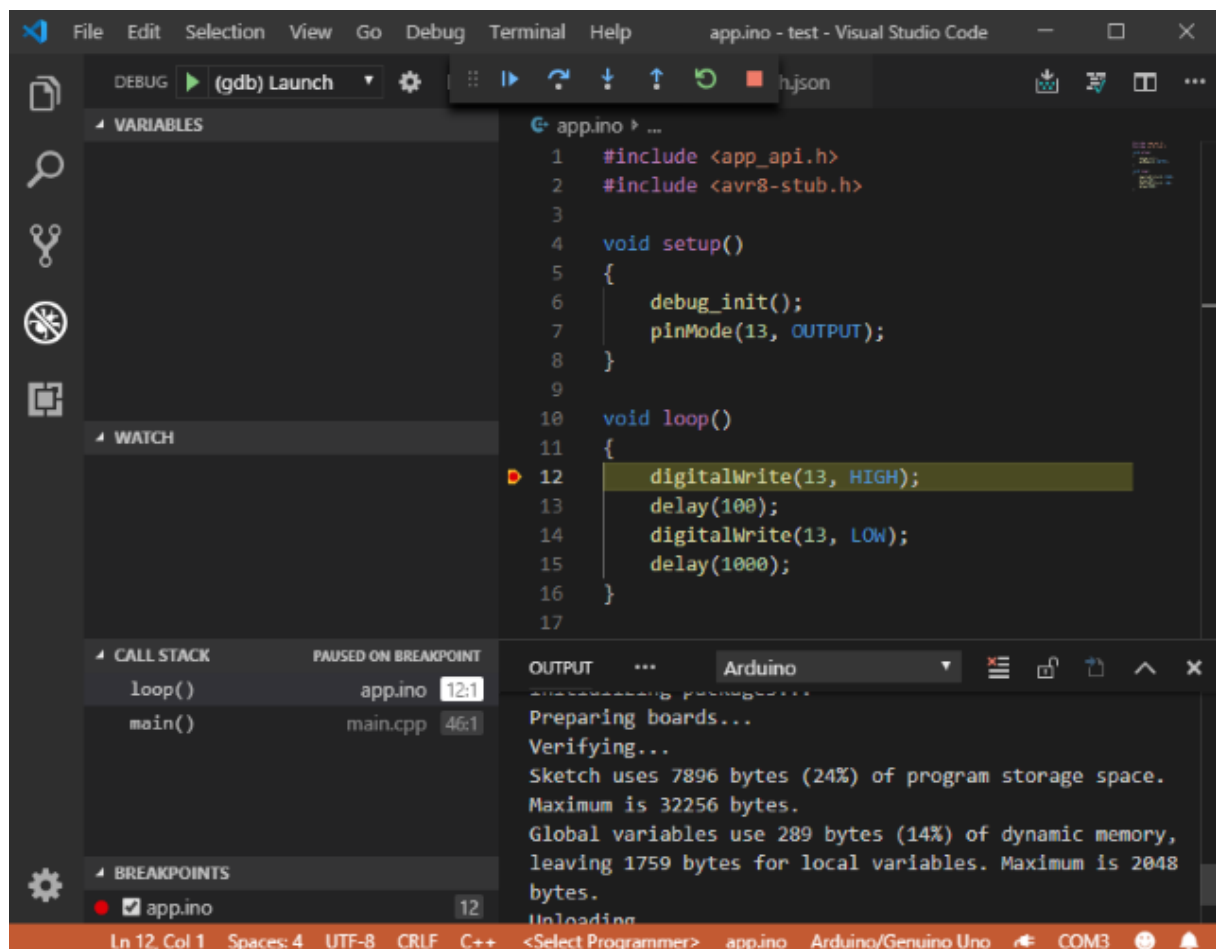 File Edit Selection View Go Debug Terminal Help app.ino - test - Visual Studio Code
DEBUG (gdb) Launch
h.json
VARIABLES
WATCH
CALL STACK PAUSED ON BREAKPOINT
loop() app.ino 12:1
main() main.cpp 46:1
BREAKPOINTS
app.ino 12
app.ino ...
1 #include <app_api.h>
2 #include <avr8-stub.h>
3
4 void setup()
5 {
6 debug_init();
7 pinMode(13, OUTPUT);
8 }
9
10 void loop()
11 {
12 digitalWrite(13, HIGH);
13 delay(100);
14 digitalWrite(13, LOW);
15 delay(1000);
16 }
17
OUTPUT ... Arduino
Initializing packages...
Preparing boards...
Verifying...
Sketch uses 7896 bytes (24%) of program storage space.
Maximum is 32256 bytes.
Global variables use 289 bytes (14%) of dynamic memory,
leaving 1759 bytes for local variables. Maximum is 2048
bytes.
Uploading
Ln 12, Col 1 Spaces: 4 UTF-8 CRLF C++ <Select Programmer> app.ino Arduino/Genuino Uno COM3